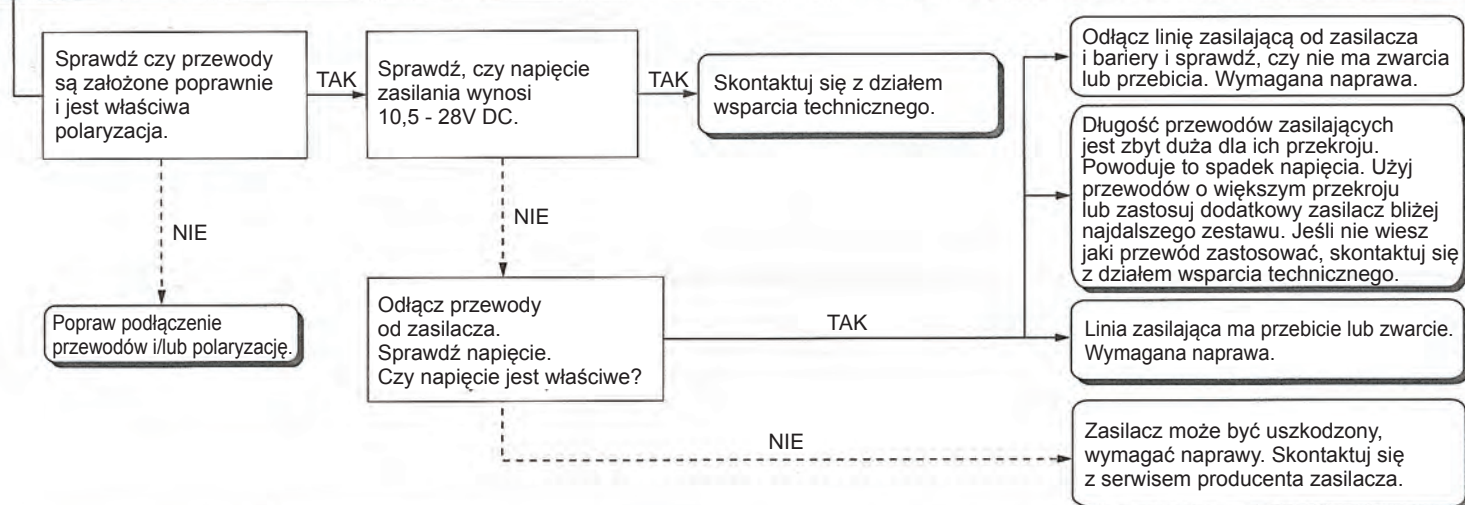 Sprawdź czy przewody
są założone poprawnie
i jest właściwa
polaryzacja.
TAK
Sprawdź, czy napięcie
zasilania wynosi
10,5 - 28V DC.
TAK
Skontaktuj się z działem
wsparcia technicznego.
Odłącz linię zasilającą od zasilacza
i bariery i sprawdź, czy nie ma zwarcia
lub przebicia. Wymagana naprawa.
Długość przewodów zasilających
jest zbyt duża dla ich przekroju.
Powoduje to spadek napięcia. Użyj
przewodów o większym przekroju
lub zastosuj dodatkowy zasilacz bliżej
najdalszego zestawu. Jeśli nie wiesz
jaki przewód zastosować, skontaktuj się
z działem wsparcia technicznego.
NIE
NIE
Popraw podłączenie
przewodów i/lub polaryzację.
Odłącz przewody
od zasilacza.
Sprawdź napięcie.
Czy napięcie jest właściwe?
TAK
Linia zasilająca ma przebicie lub zwarcie.
Wymagana naprawa.
NIE
Zasilacz może być uszkodzony,
wymagać naprawy. Skontaktuj się
z serwisem producenta zasilacza.